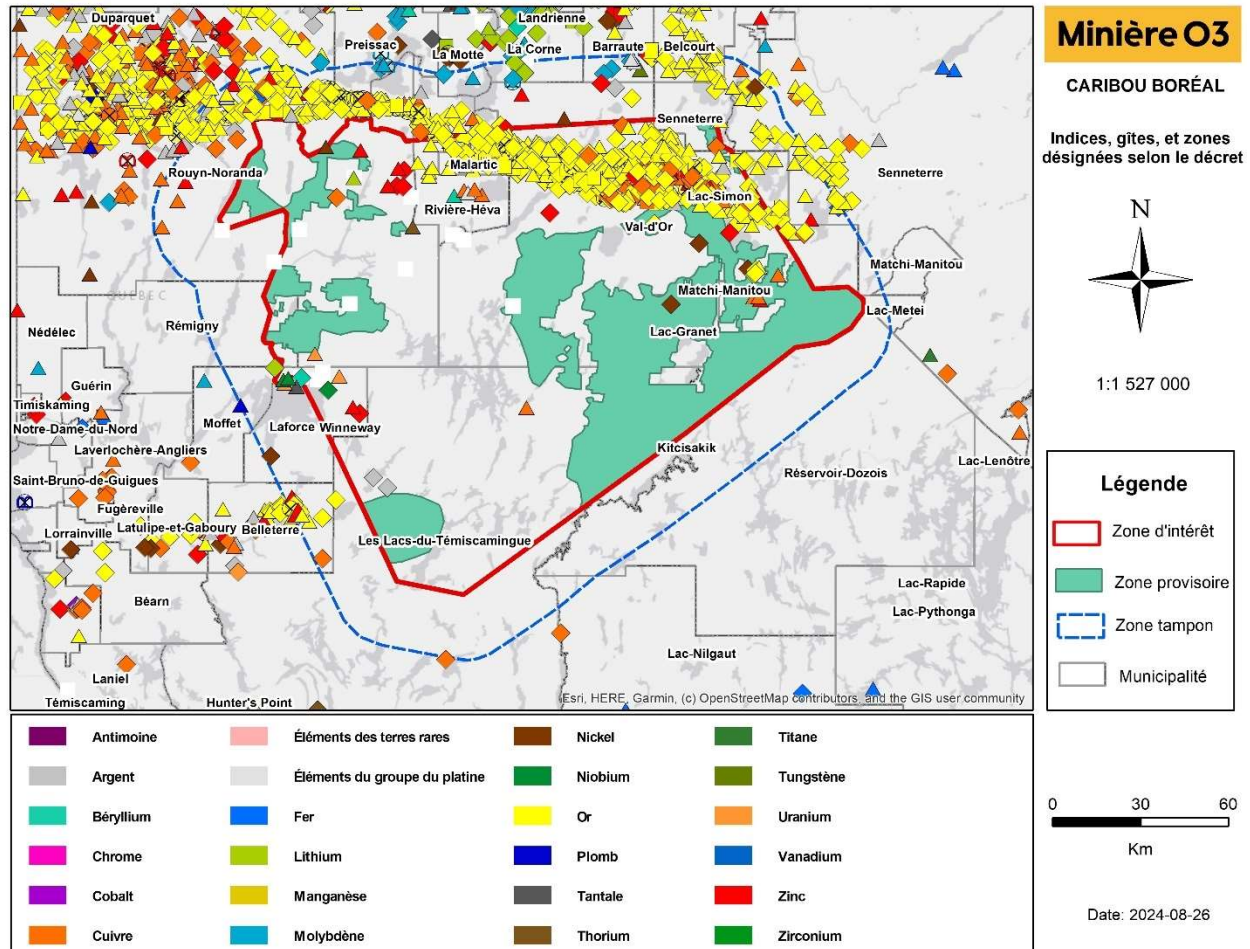 Duparquet
Landrienne
Preissac
La Motte
La Corne
Barraute
Belcourt
Senneterre
Malartic
Rouyn-Noranda
Senneterre
Rivière-Héva
Lac-Simon
Val-d'Or
Matchi-Manitou
QUÉBEC
Matchi-Manitou
Nédélec
Rémigny
Lac-Granet
Lac-Metei
Guérin
Timiskaming
Notre-Dame-du-Nord
Moffet
Laforce
Winneway
Laverlochère-Angliers
Kitcisakik
Lac-Lenôtre
Saint-Bruno-de-Guigues
Réservoir-Dozois
Fugèreville
Lorrainville
Latulipe-et-Gaboury
Belleterre
Les Lacs-du-Témiscamingue
Lac-Rapide
Béarn
Lac-Pythonga
Lac-Nilgaut
Laniel
Témiscaming
Hunter's Point
Esri, HERE, Garmin, (c) OpenStreetMap contributors, and the GIS user community
Minière O3
CARIBOU BORÉAL
Indices, gîtes, et zones
désignées selon le décret
N
1:1 527 000
Légende
Zone d'intérêt
Zone provisoire
Zone tampon
Municipalité
0 30 60
Km
Date: 2024-08-26
Antimoine
Argent
Béryllium
Chrome
Cobalt
Cuivre
Éléments des terres rares
Éléments du groupe du platine
Fer
Lithium
Manganèse
Molybdène
Nickel
Niobium
Or
Plomb
Tantale
Thorium
Titane
Tungstène
Uranium
Vanadium
Zinc
Zirconium